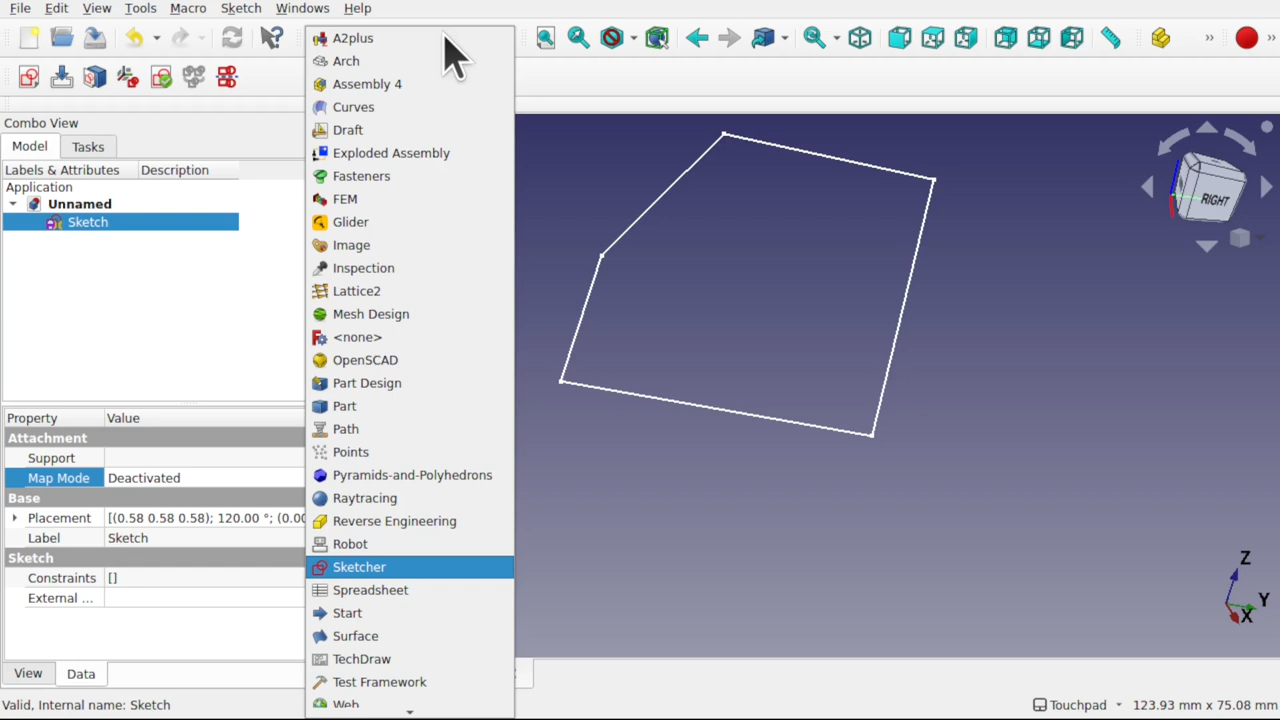 File Edit View Tools Macro Sketch Windows Help
A2plus
Arch
Assembly 4
Curves
Draft
Exploded Assembly
Fasteners
FEM
Glider
Image
Inspection
Lattice2
Mesh Design
<none>
OpenSCAD
Part Design
Part
Path
Points
Pyramids-and-Polyhedrons
Raytracing
Reverse Engineering
Robot
Sketcher
Spreadsheet
Start
Surface
TechDraw
Test Framework
Web
Combo View
Model Tasks
Labels & Attributes Description
Application
Unnamed
Sketch
Property Value
Attachment
Support
Map Mode Deactivated
Base
Placement [(0.58 0.58 0.58); 120.00 °; (0.00
Label Sketch
Sketch
Constraints []
External ...
View Data
RIGHT
Z
Y
X
Valid, Internal name: Sketch
Touchpad 123.93 mm x 75.08 mm